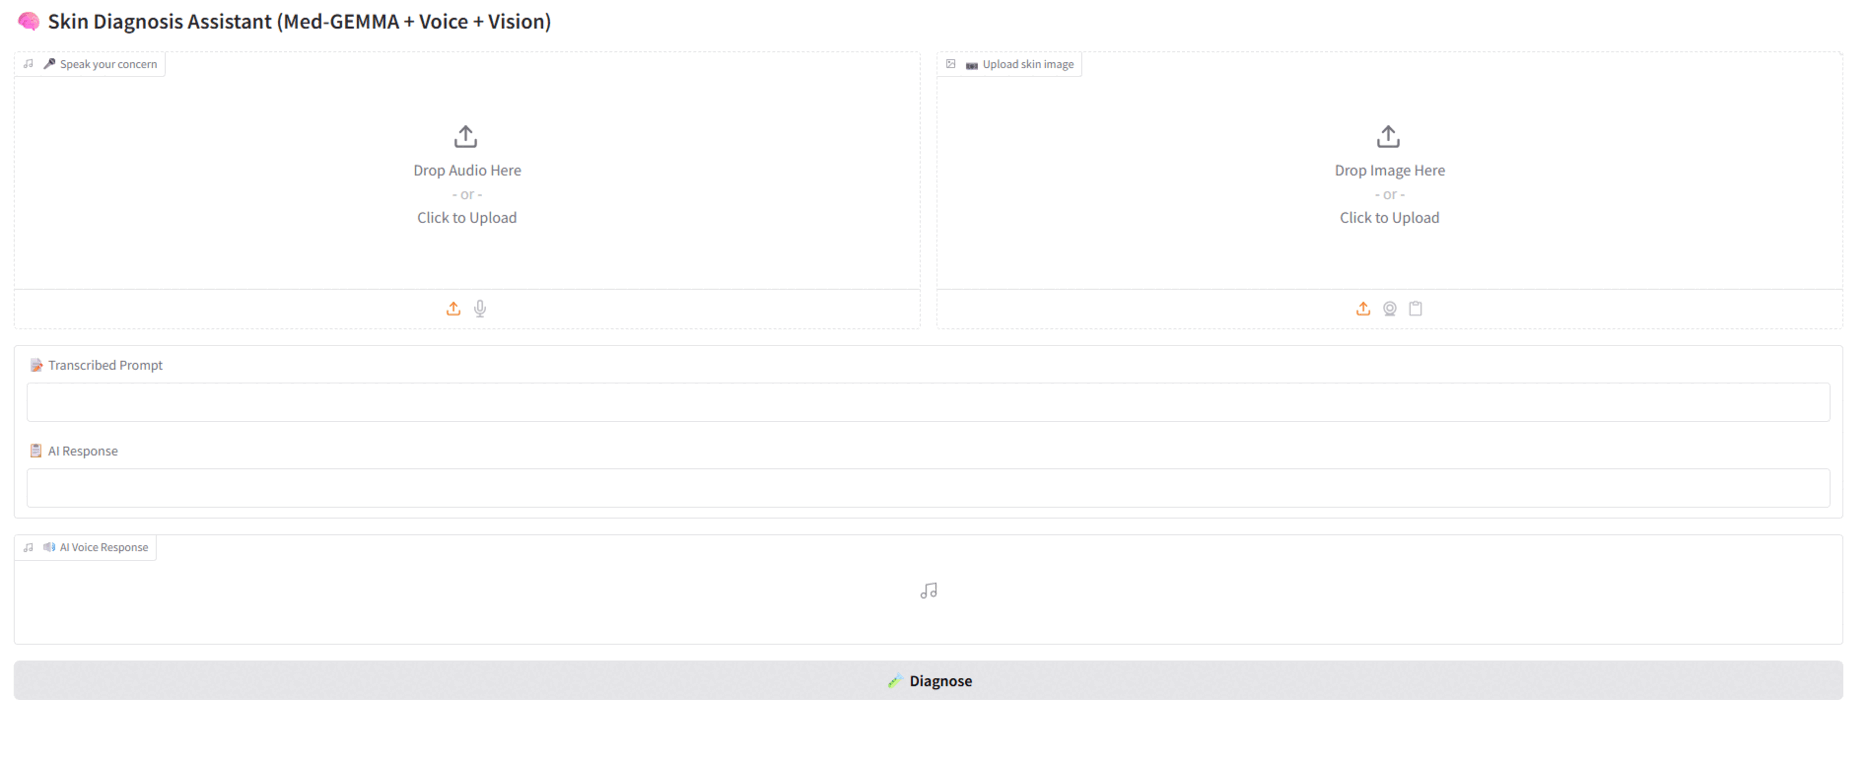 Skin Diagnosis Assistant (Med-GEMMA + Voice + Vision)
Speak your concern
Drop Audio Here
- or -
Click to Upload
Upload skin image
Drop Image Here
- or -
Click to Upload
Transcribed Prompt
AI Response
AI Voice Response
Diagnose